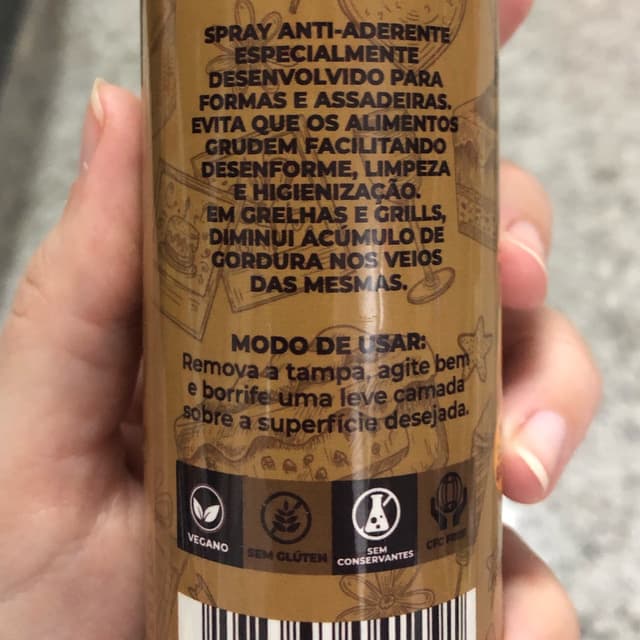 SPRAY ANTI-ADERENTE
ESPECIALMENTE
DESENVOLVIDO PARA
FORMAS E ASSADEIRAS.
EVITA QUE OS ALIMENTOS
GRUDEM FACILITANDO
DESENFORME, LIMPEZA
E HIGIENIZAÇÃO.
EM GRELHAS E GRILLS,
DIMINUI ACÚMULO DE
GORDURA NOS VEIOS
DAS MESMAS.
MODO DE USAR:
Remova a tampa, agite bem
e borrife uma leve camada
sobre a superfície desejada.
VEGANO
SEM GLÚTEN
SEM
CONSERVANTES
CFC FREE